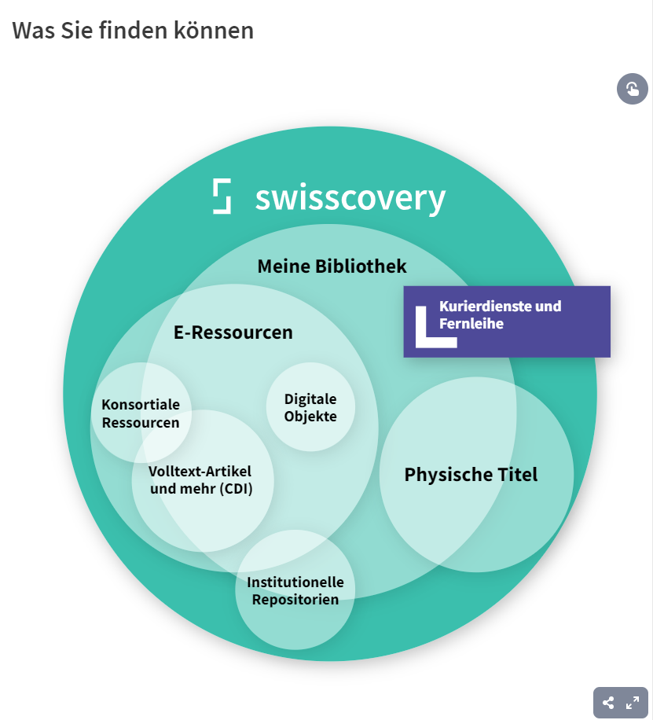 Was Sie finden können
swisscovery
Meine Bibliothek
Kurierdienste und
Fernleihe
E-Ressourcen
Konsortiale
Ressourcen
Digitale
Objekte
Volltext-Artikel
und mehr (CDI)
Physische Titel
Institutionelle
Repositorien